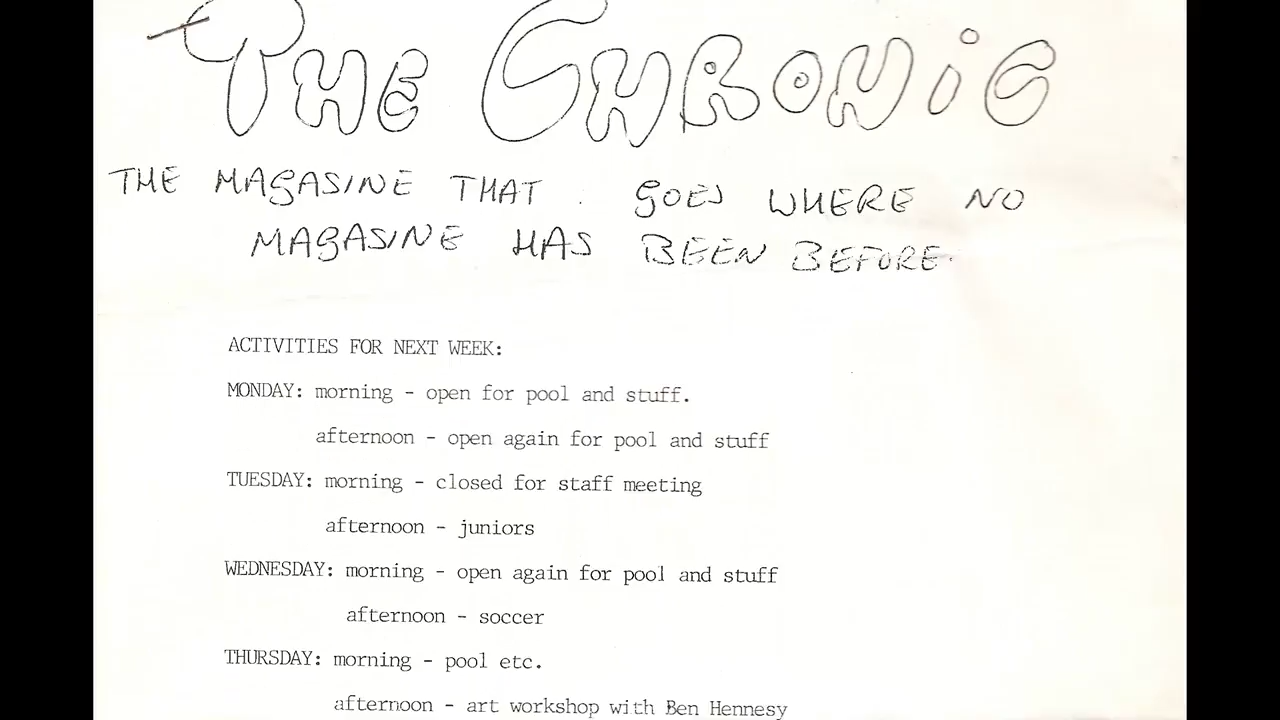 THE CHRONIC
THE MAGASINE THAT GOES WHERE NO
MAGASINE HAS BEEN BEFORE.
ACTIVITIES FOR NEXT WEEK:
MONDAY: morning - open for pool and stuff.
afternoon - open again for pool and stuff
TUESDAY: morning - closed for staff meeting
afternoon - juniors
WEDNESDAY: morning - open again for pool and stuff
afternoon - soccer
THURSDAY: morning - pool etc.
afternoon - art workshop with Ben Hennesy